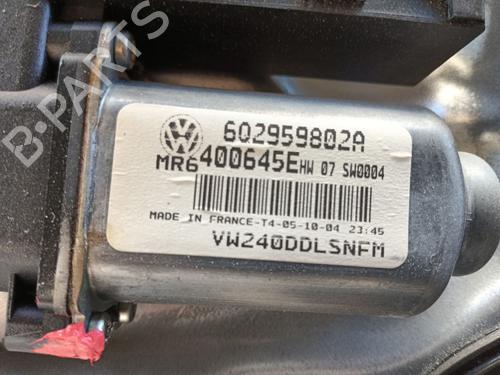 B-PARTS
6Q2959802A
MR6400645E HW 07 SW0004
MADE IN FRANCE-T4-05-10-04 23:45
VW240DDLSNFM